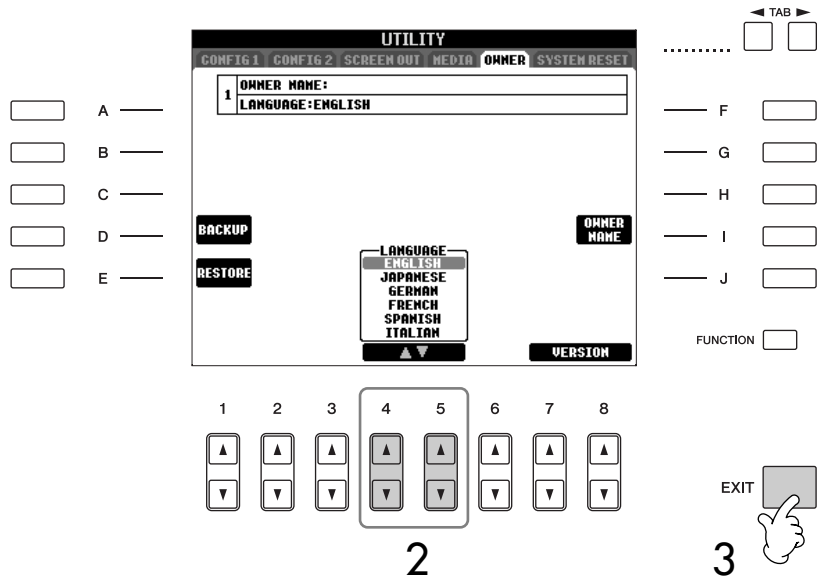 ◄ TAB ►
UTILITY
CONFIG 1 CONFIG 2 SCREEN OUT MEDIA OWNER SYSTEM RESET
1
OWNER NAME:
LANGUAGE:ENGLISH
A
B
C
D
E
F
G
H
I
J
BACKUP
RESTORE
OWNER
NAME
LANGUAGE
ENGLISH
JAPANESE
GERMAN
FRENCH
SPANISH
ITALIAN
▲▼
VERSION
FUNCTION
1 2 3 4 5 6 7 8
EXIT
2
3